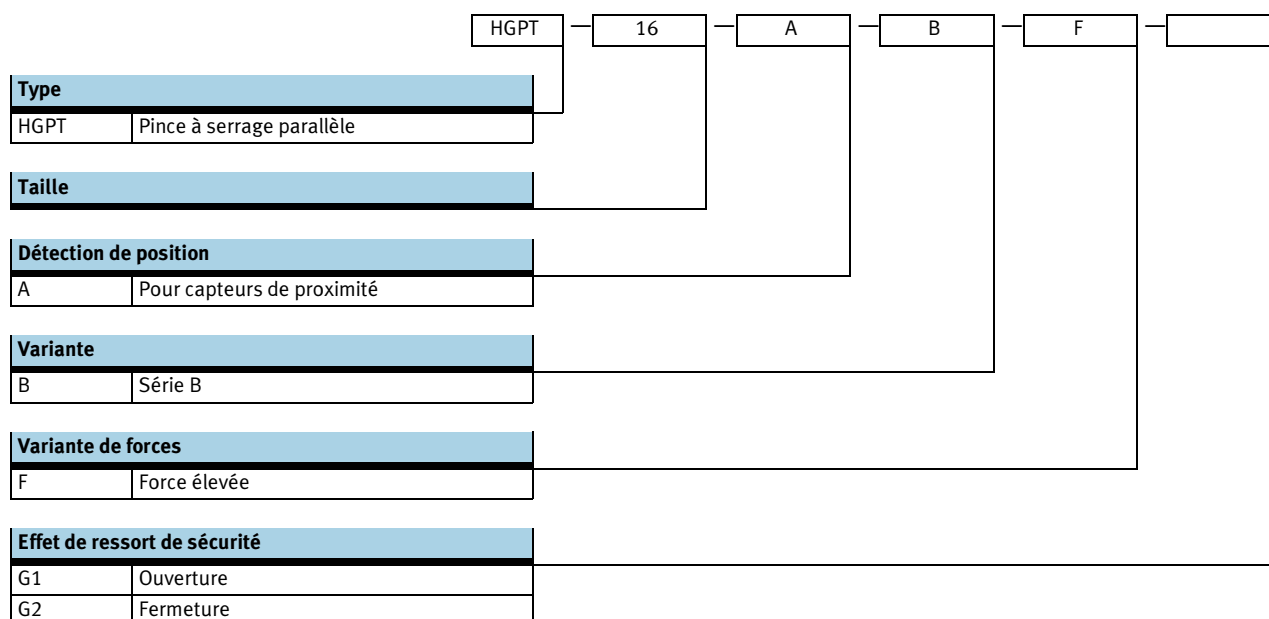 HGPT — 16 — A — B — F —
Type
HGPT Pince à serrage parallèle
Taille
Détection de position
A Pour capteurs de proximité
Variante
B Série B
Variante de forces
F Force élevée
Effet de ressort de sécurité
G1 Ouverture
G2 Fermeture